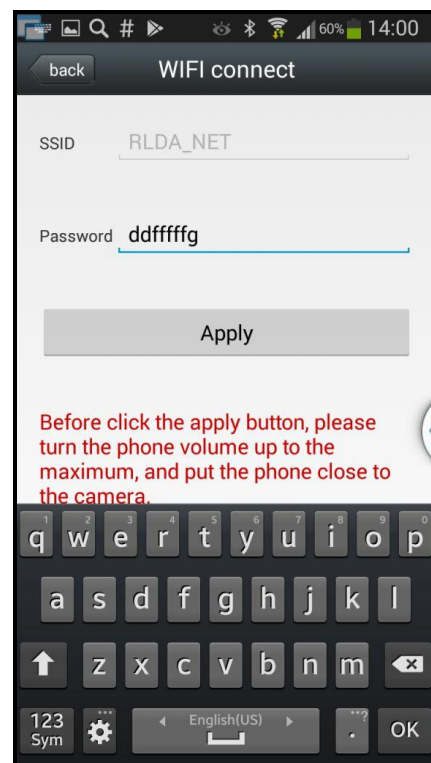 # 60% 14:00
back WIFI connect
SSID RLDA_NET
Password ddfffffg
Apply
Before click the apply button, please
turn the phone volume up to the
maximum, and put the phone close to
the camera.
1 2 3 4 5 6 7 8 9 0
q w e r t y u i o p
a s d f g h j k l
z x c v b n m
123 ... English(US) ...?
Sym . OK